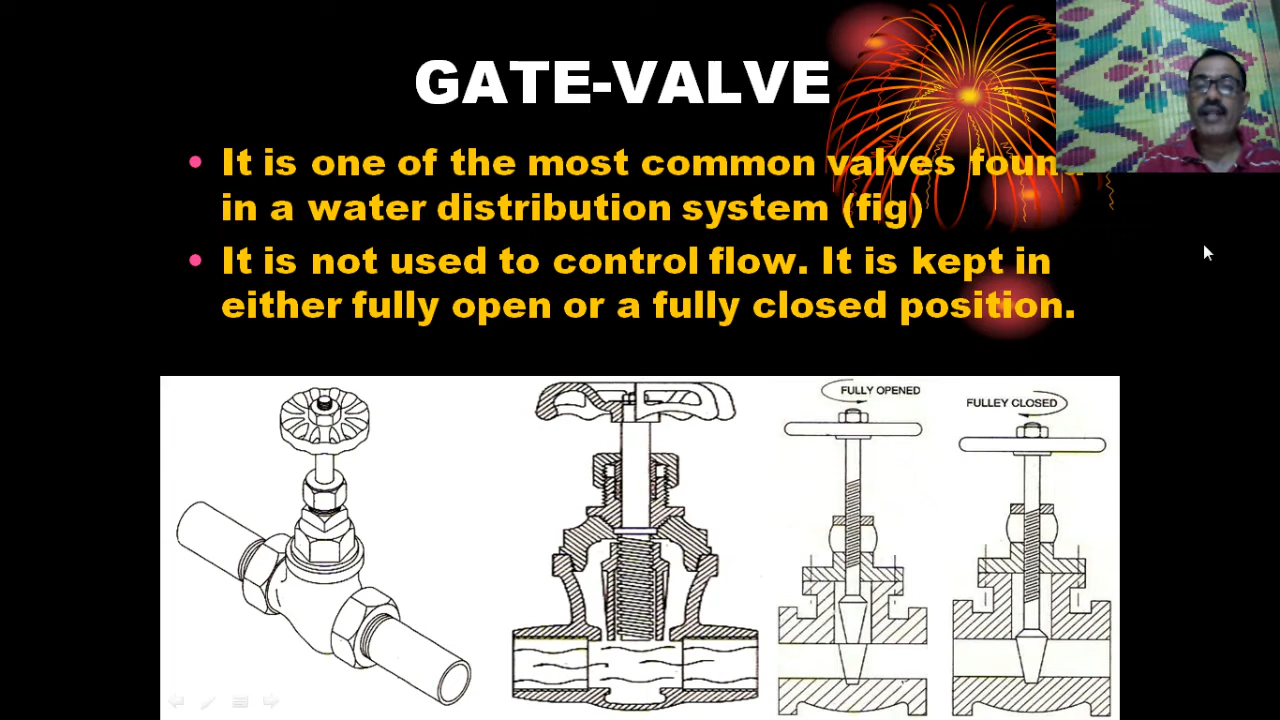 GATE-VALVE
• It is one of the most common valves foun
in a water distribution system (fig)
• It is not used to control flow. It is kept in
either fully open or a fully closed position.
FULLY OPENED
FULLEY CLOSED